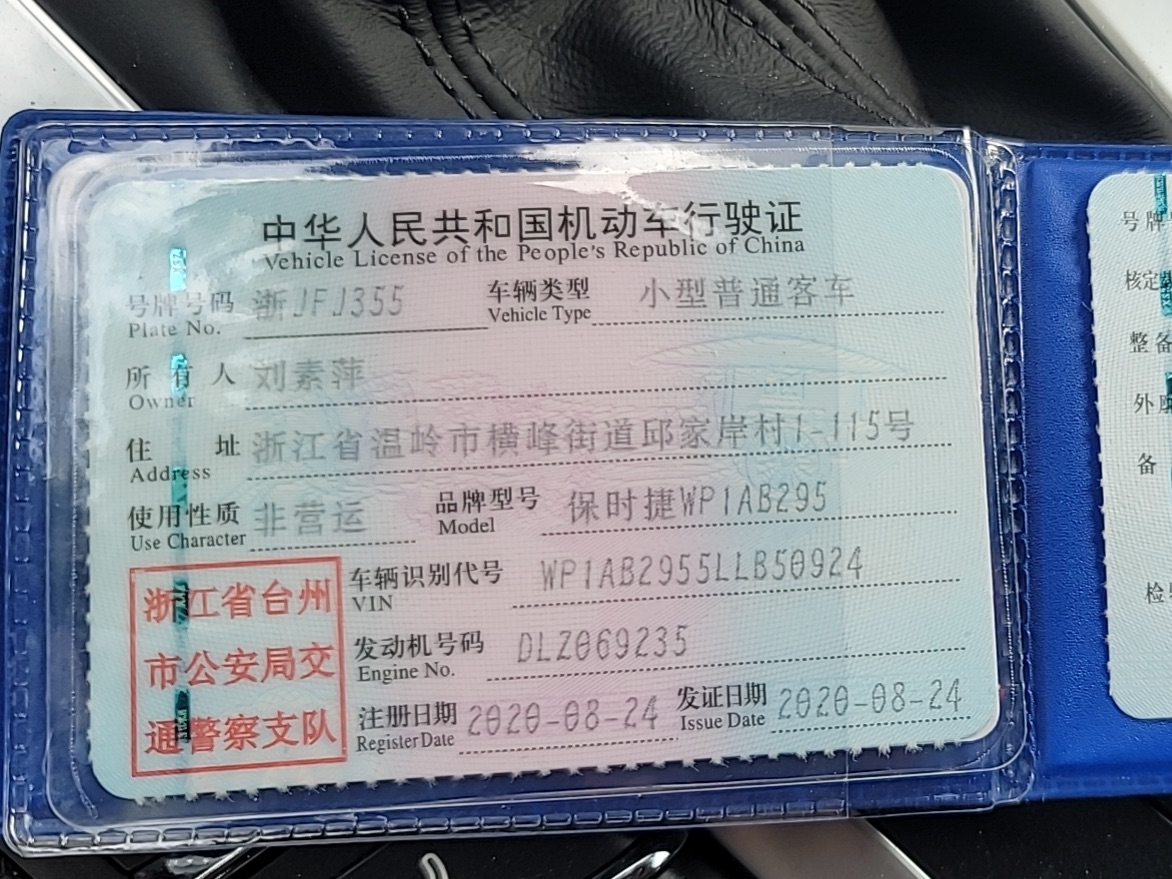 中华人民共和国机动车行驶证
Vehicle License of the People's Republic of China
号牌号码 浙JFJ355 车辆类型 小型普通客车
Plate No. Vehicle Type
所有人 刘素萍
Owner
住址 浙江省温岭市横峰街道邱家岸村1-115号
Address
使用性质 非营运 品牌型号 保时捷WP1AB295
Use Character Model
车辆识别代号 WP1AB2955LLB50924
VIN
发动机号码 DLZ069235
Engine No.
注册日期 2020-08-24 发证日期 2020-08-24
Register Date Issue Date
浙江省台州
市公安局交
通警察支队
号牌
核定
整备
外
备
检